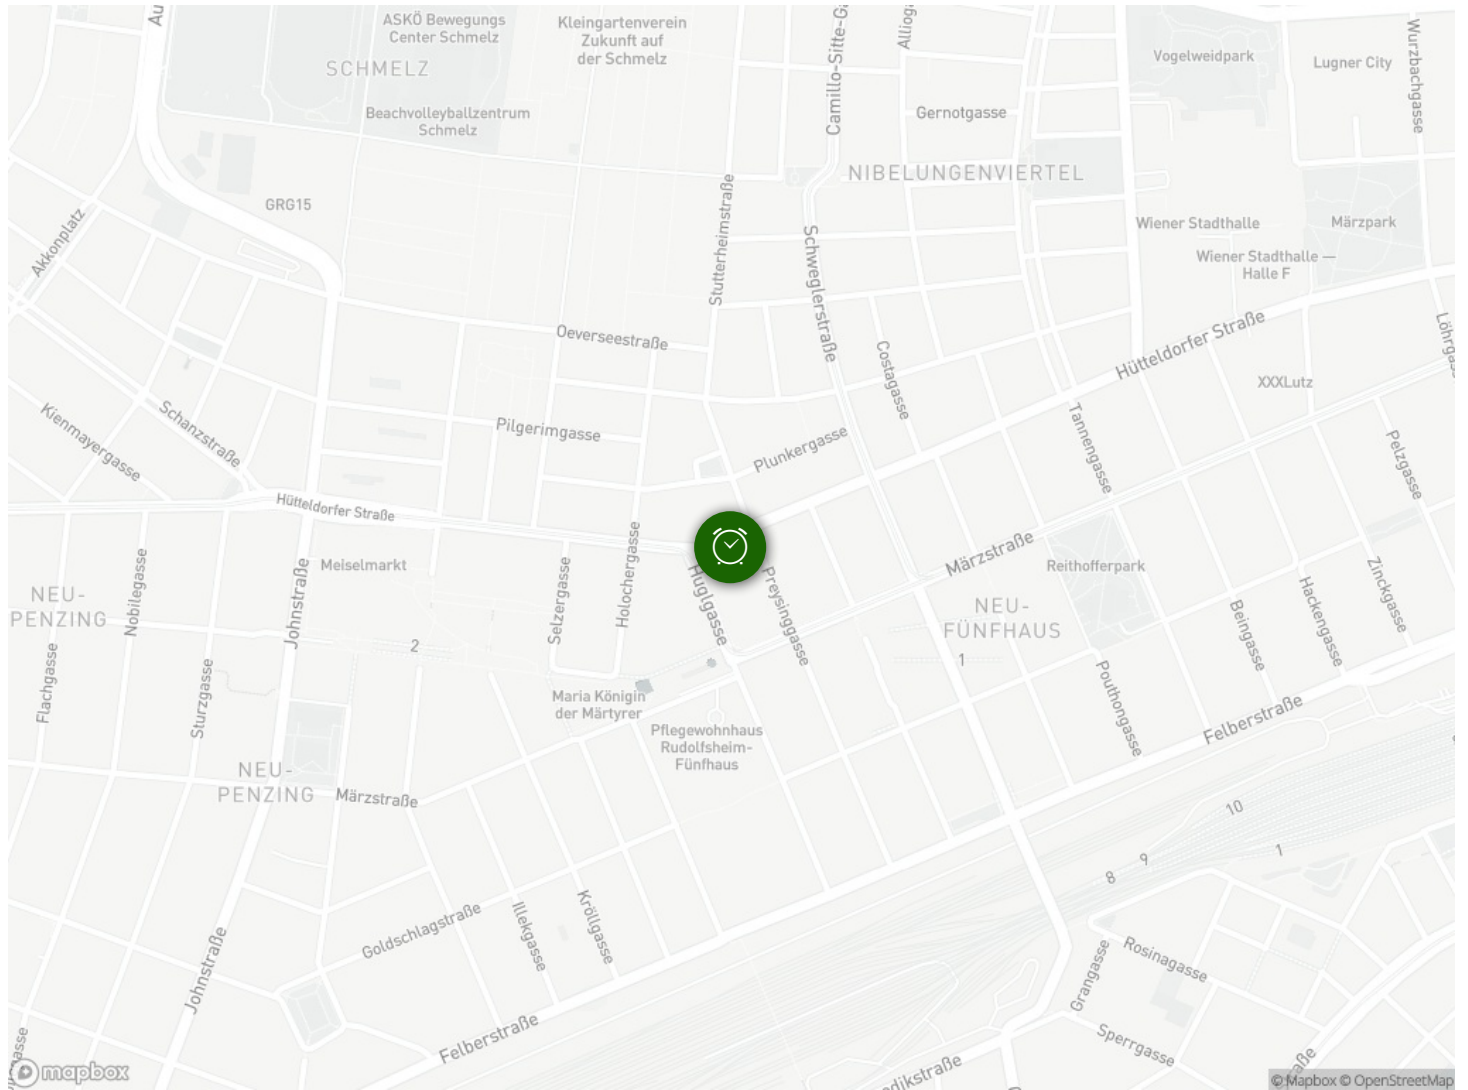 ASKÖ Bewegungs
Center Schmelz
Kleingartenverein
Zukunft auf
der Schmelz
SCHMELZ
Beachvolleyballzentrum
Schmelz
Vogelweidpark
Lugner City
Wurzbachgasse
Gernotgasse
NIBELUNGENVIERTEL
GRG15
Akkonplatz
Stutterheimstraße
Schweglerstraße
Wiener Stadthalle
Märzpark
Wiener Stadthalle —
Halle F
Oeverseestraße
Costagasse
Hütteldorfer Straße
XXXLutz
Kienmayergasse
Schanzstraße
Pilgerimgasse
Plunkergasse
Tannengasse
Pelzgasse
Hütteldorfer Straße
Meiselmarkt
Johnstraße
Nobilegasse
NEU-
PENZING
Selzergasse
Holochergasse
Huglgasse
Preysinggasse
Märzstraße
Reithofferpark
NEU-
FÜNFHAUS
Beingasse
Hackengasse
Zinckgasse
2
1
Flachgasse
Sturzgasse
Maria Königin
der Märtyrer
Pflegewohnhaus
Rudolfsheim-
Fünfhaus
Pouthongasse
Felberstraße
NEU-
PENZING
Märzstraße
10
9
8
1
Goldschlagstraße
Illekgasse
Kröllgasse
Johnstraße
Felberstraße
Grangasse
Rosinagasse
Sperrgasse
mapbox
© Mapbox © OpenStreetMap